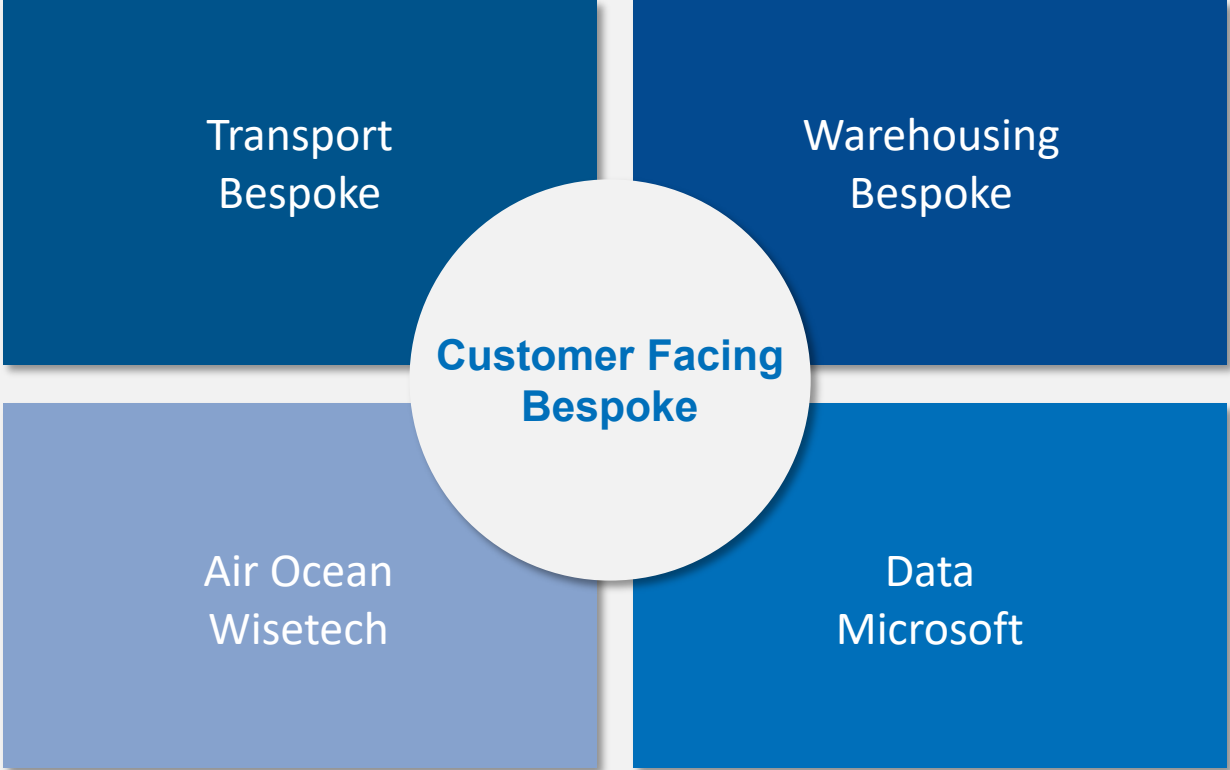 Transport
Bespoke
Warehousing
Bespoke
Customer Facing
Bespoke
Air Ocean
Wisetech
Data
Microsoft